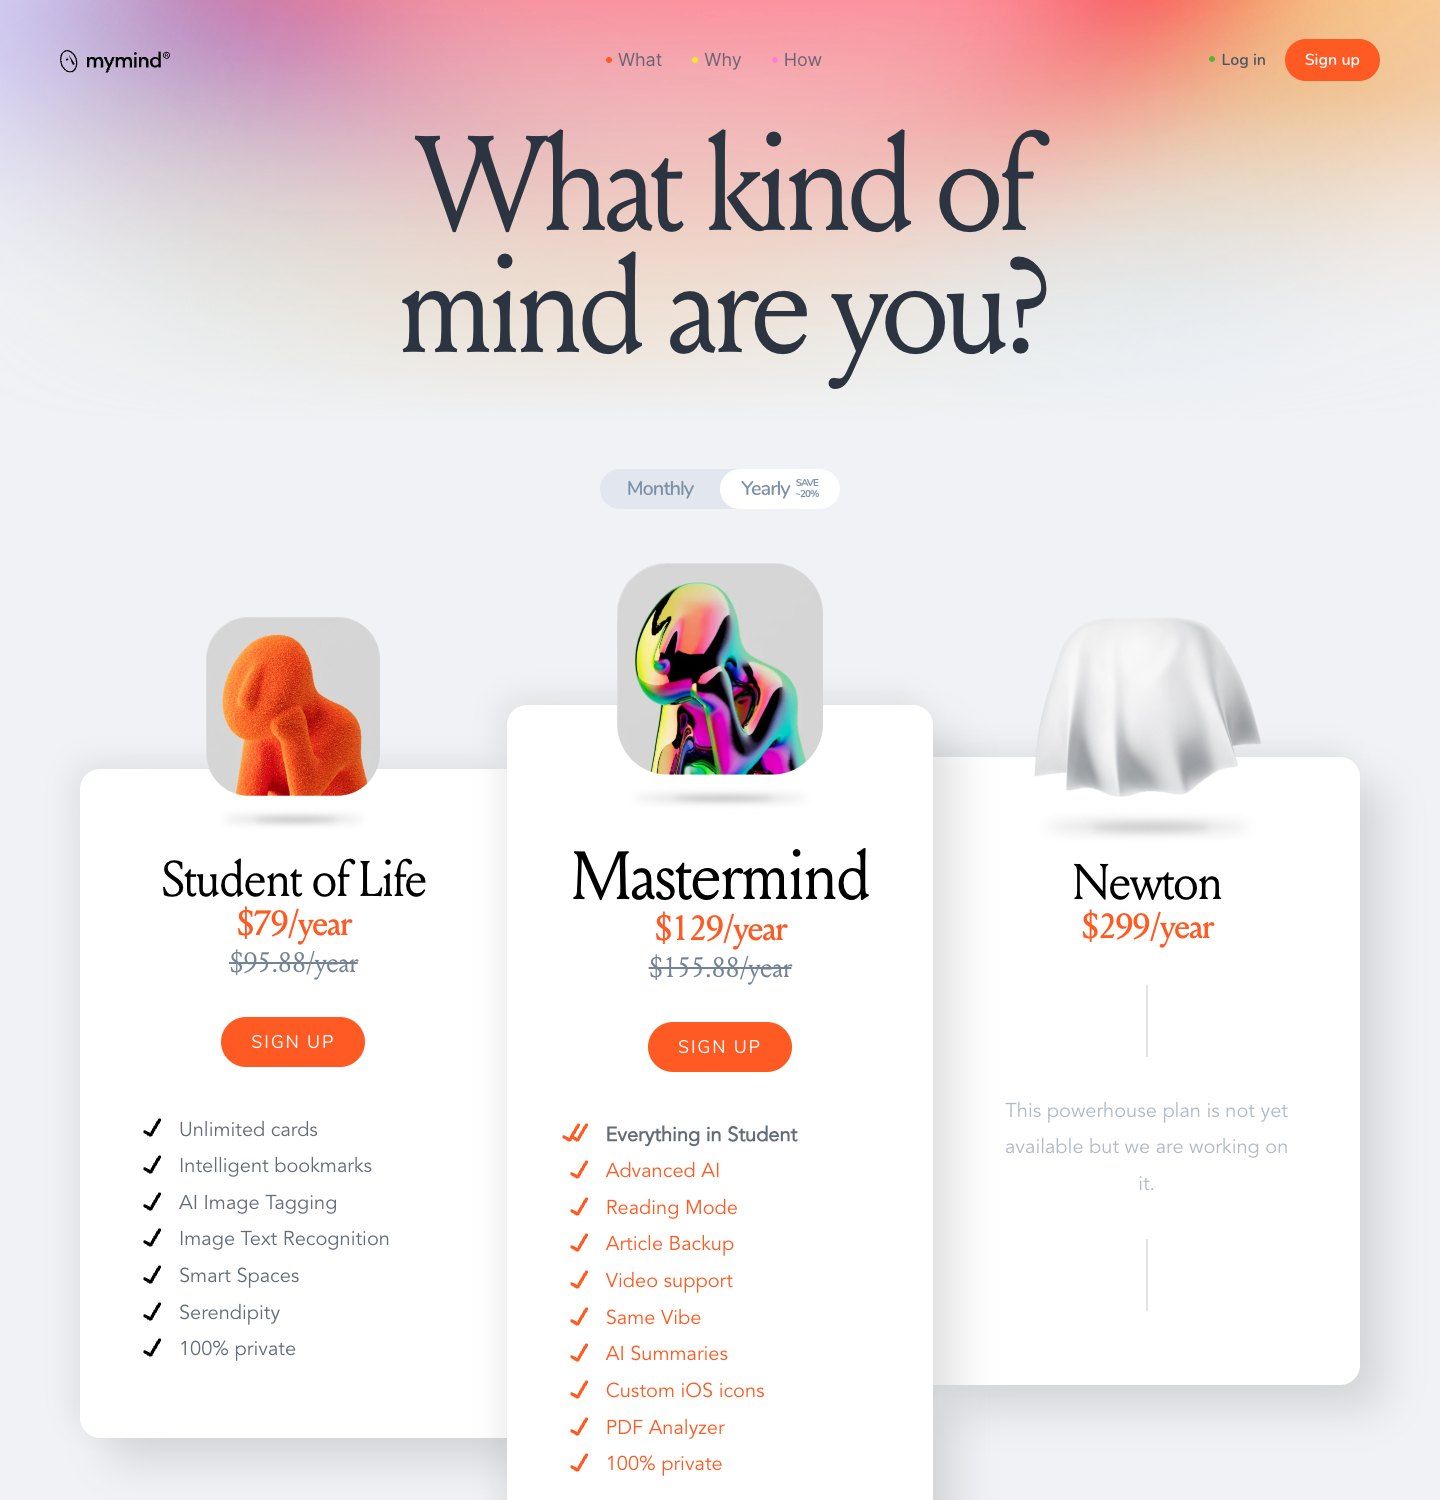 mymind®
What
Why
How
Log in
Sign up
What kind of
mind are you?
Monthly
Yearly
SAVE
~20%
Student of Life
$79/year
$95.88/year
SIGN UP
Unlimited cards
Intelligent bookmarks
AI Image Tagging
Image Text Recognition
Smart Spaces
Serendipity
100% private
Mastermind
$129/year
$155.88/year
SIGN UP
Everything in Student
Advanced AI
Reading Mode
Article Backup
Video support
Same Vibe
AI Summaries
Custom iOS icons
PDF Analyzer
100% private
Newton
$299/year
This powerhouse plan is not yet
available but we are working on
it.